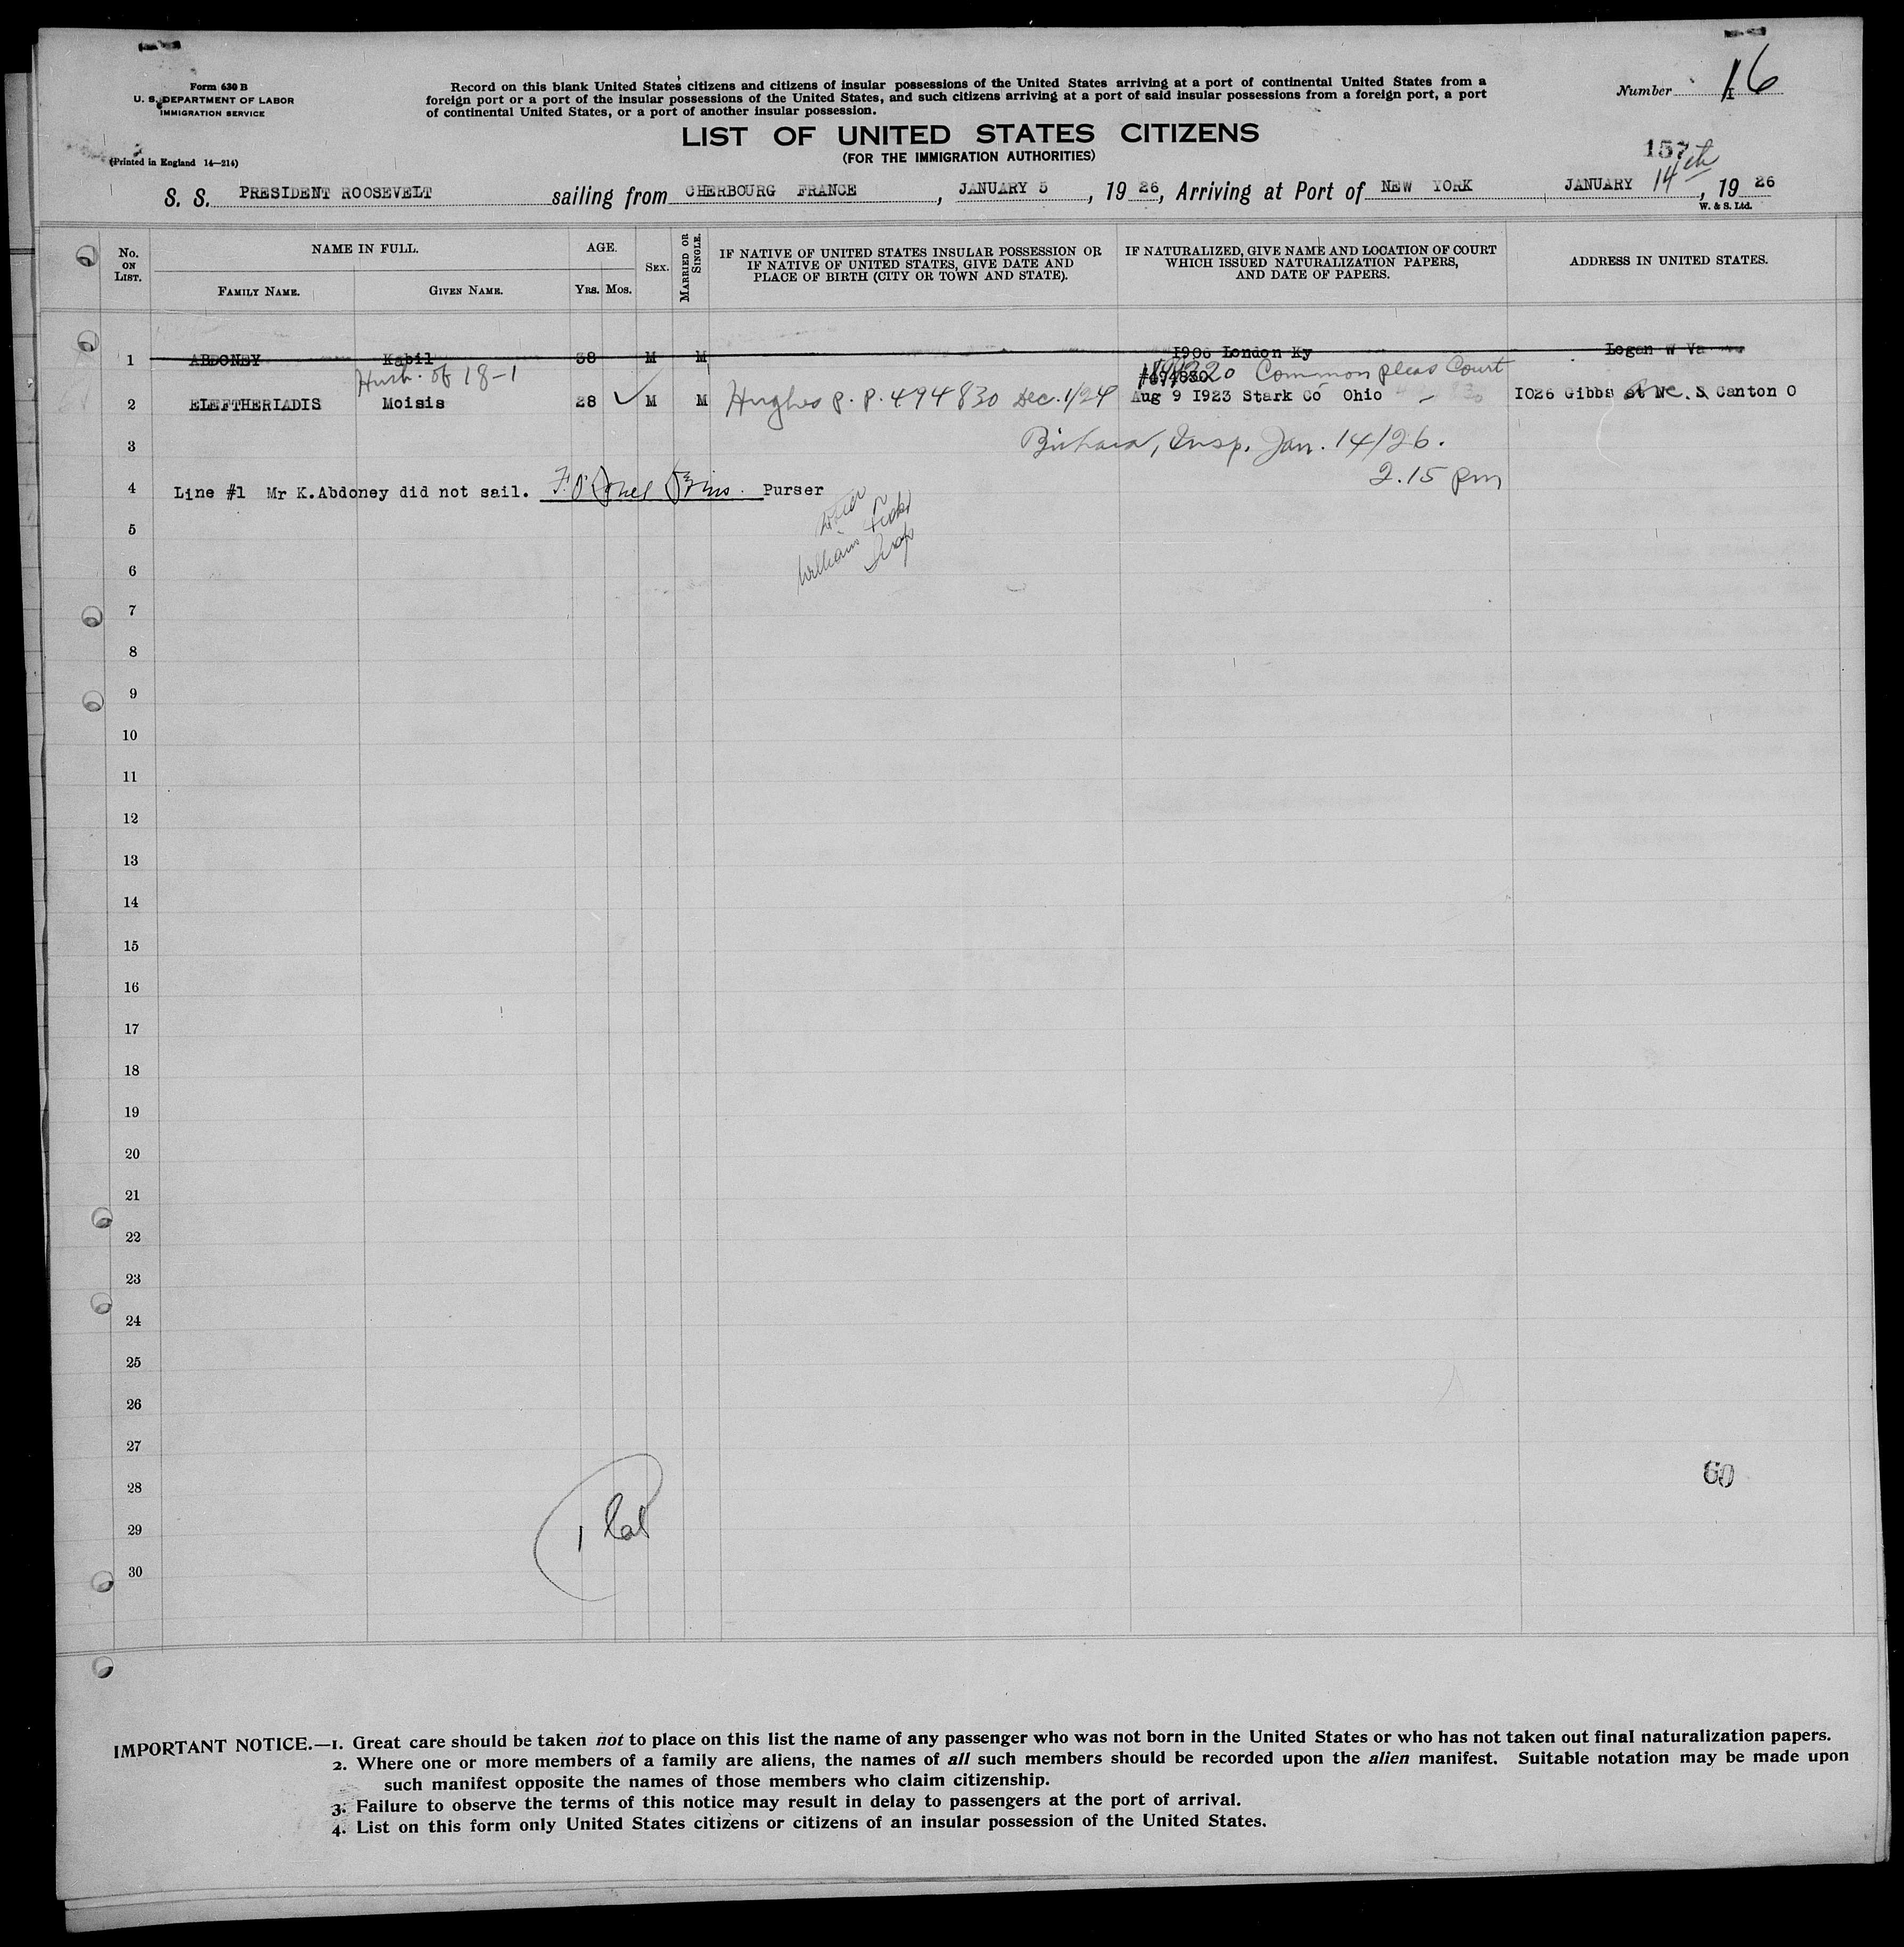 Form 630 B
U. S. DEPARTMENT OF LABOR
IMMIGRATION SERVICE
(Printed in England 14—214)
Record on this blank United States citizens and citizens of insular possessions of the United States arriving at a port of continental United States from a
foreign port or a port of the insular possessions of the United States, and such citizens arriving at a port of said insular possessions from a foreign port, a port
of continental United States, or a port of another insular possession.
Number 16
LIST OF UNITED STATES CITIZENS
(FOR THE IMMIGRATION AUTHORITIES)
157
S. S. PRESIDENT ROOSEVELT sailing from CHERBOURG FRANCE, JANUARY 5, 19 26, Arriving at Port of NEW YORK JANUARY 14th, 19 26
W. & S. Ltd.
No. ON LIST.
NAME IN FULL.
FAMILY NAME.
GIVEN NAME.
AGE.
YRS. MOS.
SEX.
MARRIED OR SINGLE.
IF NATIVE OF UNITED STATES INSULAR POSSESSION OR
IF NATIVE OF UNITED STATES, GIVE DATE AND
PLACE OF BIRTH (CITY OR TOWN AND STATE).
IF NATURALIZED, GIVE NAME AND LOCATION OF COURT
WHICH ISSUED NATURALIZATION PAPERS,
AND DATE OF PAPERS.
ADDRESS IN UNITED STATES.
1 ABDONEY Kabil 38 M M 1906 London Ky Logan W Va
Husb. of 18-1
#494830 Common pleas Court
2 ELEFTHERIADIS Moisis 28 M M Hughes P. P. 494830 Dec. 1/24 Aug 9 1923 Stark Co Ohio 1026 Gibbs st Ave. N Canton O
3 Insp. Jan. 14/26.
2.15 pm
4 Line #1 Mr K.Abdoney did not sail. Purser
William
Insp
5
6
7
8
9
10
11
12
13
14
15
16
17
18
19
20
21
22
23
24
25
26
27
28
29
30
60
IMPORTANT NOTICE.—1. Great care should be taken not to place on this list the name of any passenger who was not born in the United States or who has not taken out final naturalization papers.
2. Where one or more members of a family are aliens, the names of all such members should be recorded upon the alien manifest. Suitable notation may be made upon
such manifest opposite the names of those members who claim citizenship.
3. Failure to observe the terms of this notice may result in delay to passengers at the port of arrival.
4. List on this form only United States citizens or citizens of an insular possession of the United States.